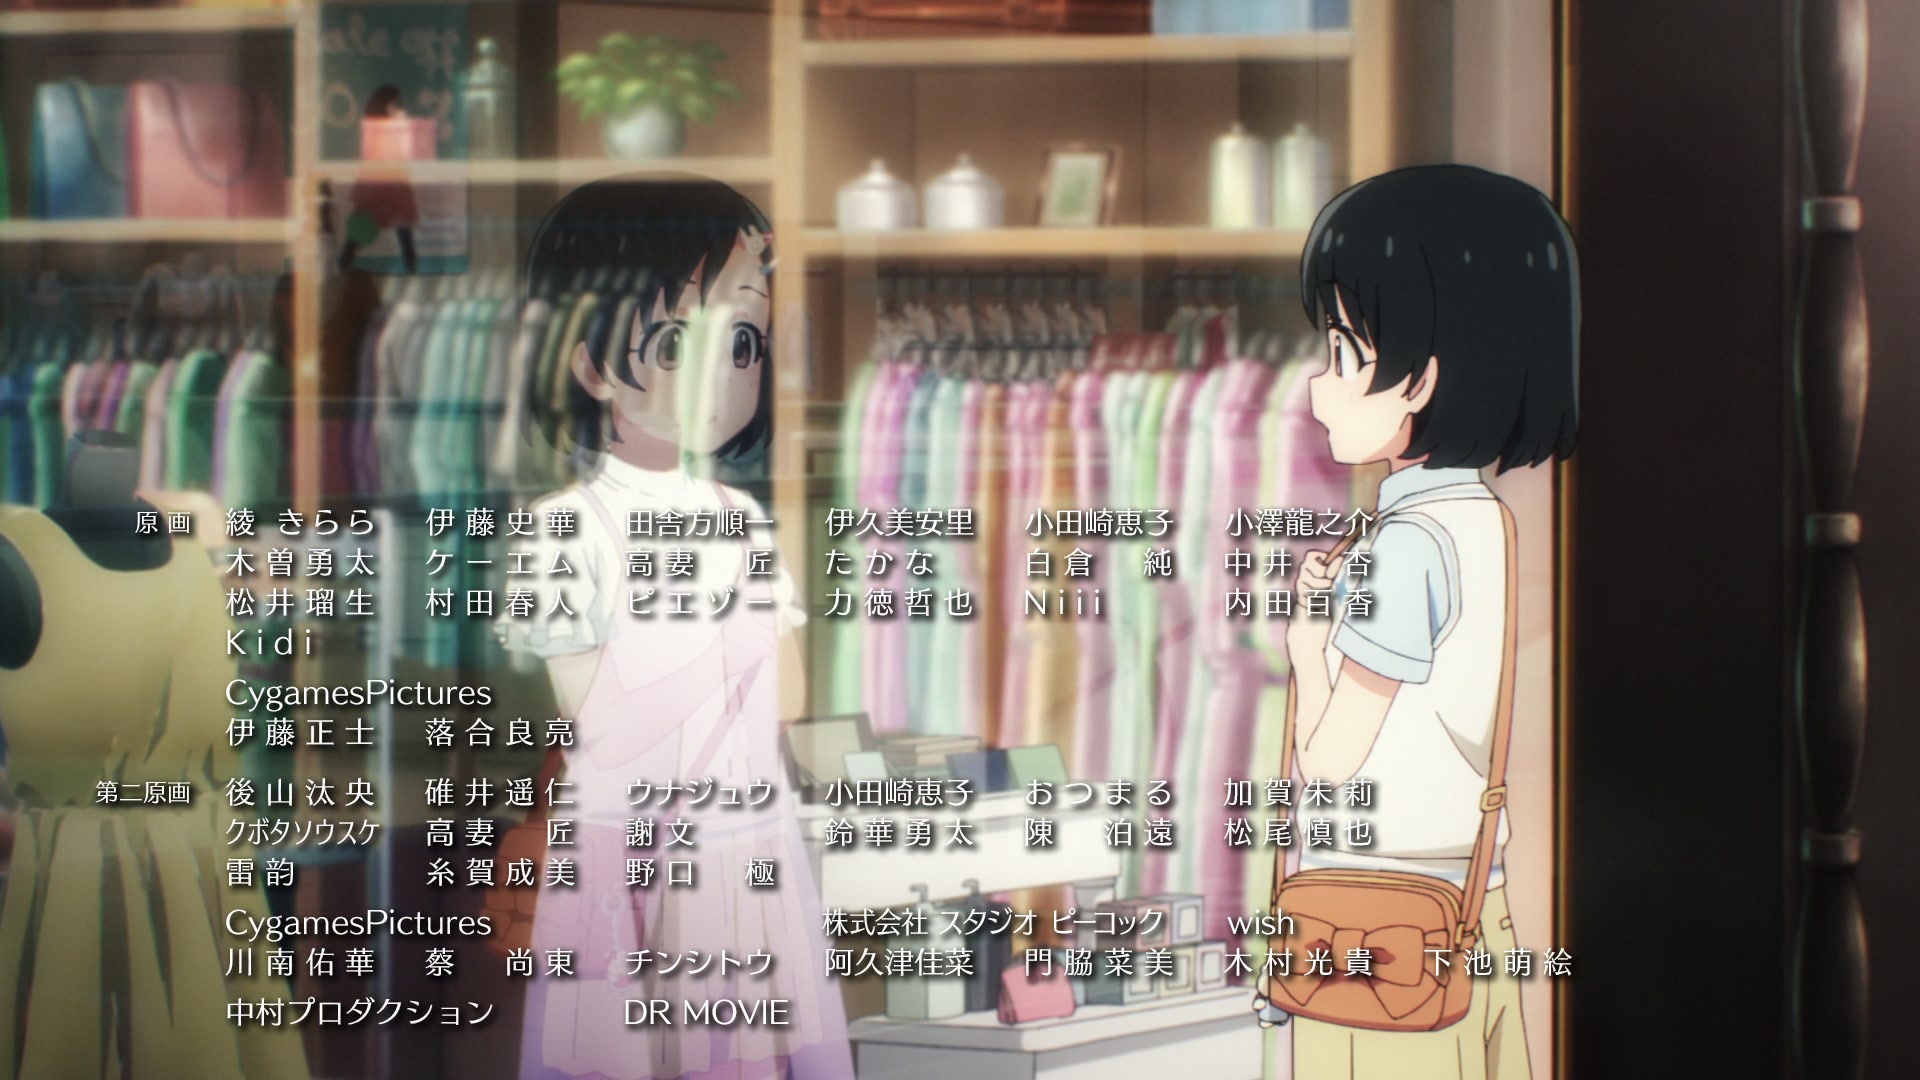 原画 綾 きらら 伊藤史華 田舎方順一 伊久美安里 小田崎恵子 小澤龍之介
木曽勇太 ケーエム 高妻 匠 たかな 白倉 純 中井 杏
松井瑠生 村田春人 ピエゾー 力徳哲也 Niii 内田百香
Kidi
CygamesPictures
伊藤正士 落合良亮
第二原画 後山汰央 碓井遥仁 ウナジュウ 小田崎恵子 おつまる 加賀朱莉
クボタソウスケ 高妻 匠 謝文 鈴華勇太 陳 泊遠 松尾慎也
雷韵 糸賀成美 野口 極
CygamesPictures 株式会社 スタジオ ピーコック wish
川南佑華 蔡 尚東 チンシトウ 阿久津佳菜 門脇菜美 木村光貴 下池萌絵
中村プロダクション DR MOVIE